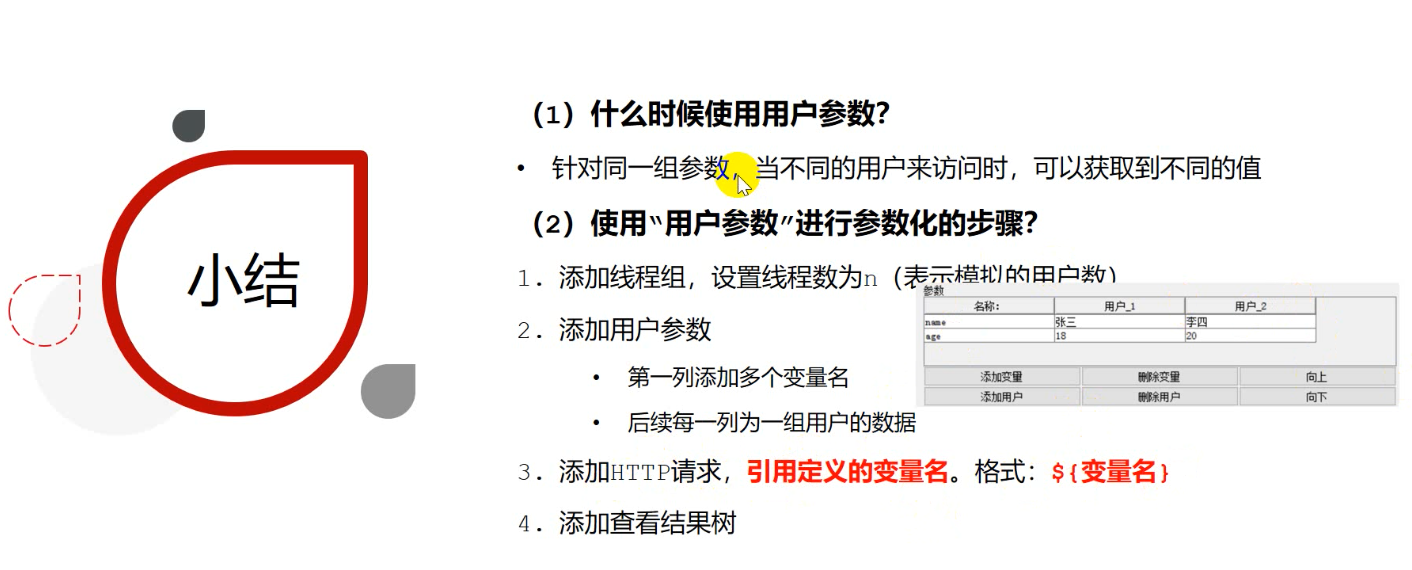 小结
（1）什么时候使用用户参数？
• 针对同一组参数，当不同的用户来访问时，可以获取到不同的值
（2）使用“用户参数”进行参数化的步骤？
1. 添加线程组，设置线程数为n（表示模拟的用户数）
2. 添加用户参数
• 第一列添加多个变量名
• 后续每一列为一组用户的数据
3. 添加HTTP请求，引用定义的变量名。格式：${变量名}
4. 添加查看结果树
参数
名称: 用户_1 用户_2
name 张三 李四
age 18 20
添加变量 删除变量 向上
添加用户 删除用户 向下